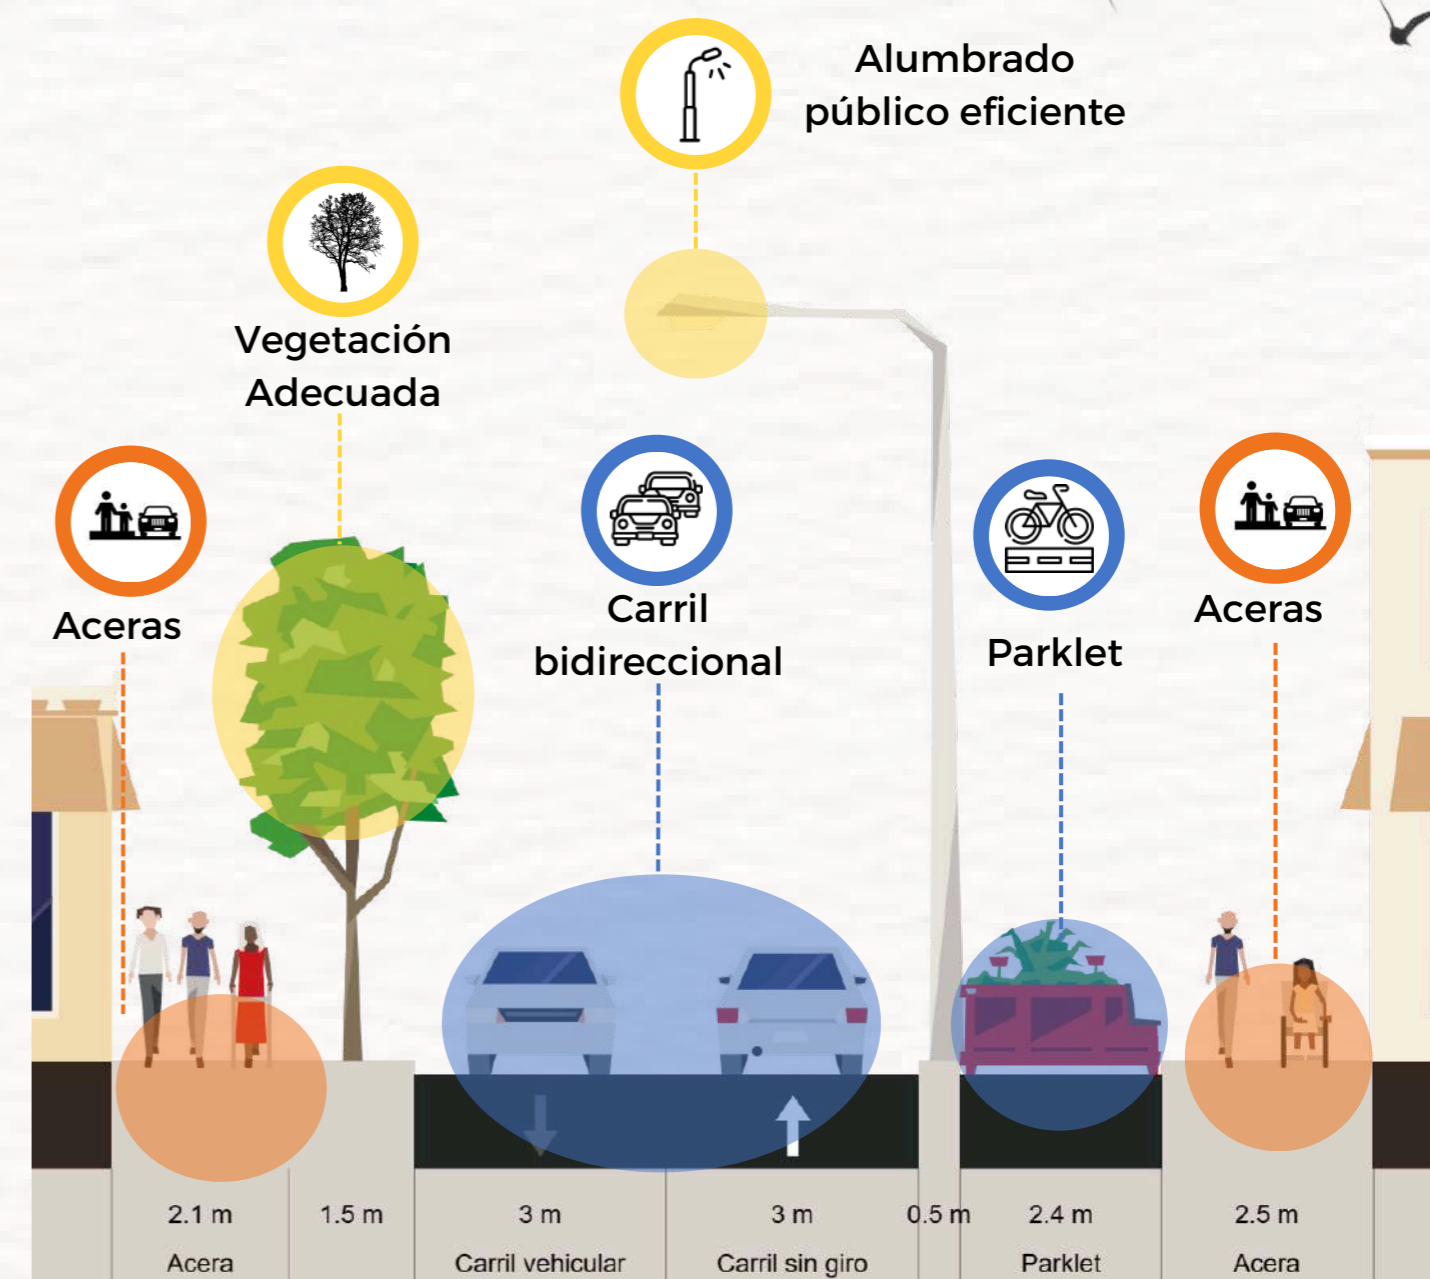 Alumbrado
público eficiente
Vegetación
Adecuada
Aceras
Carril
bidireccional
Parklet
Aceras
2.1 m
1.5 m
3 m
3 m
0.5 m
2.4 m
2.5 m
Acera
Carril vehicular
Carril sin giro
Parklet
Acera